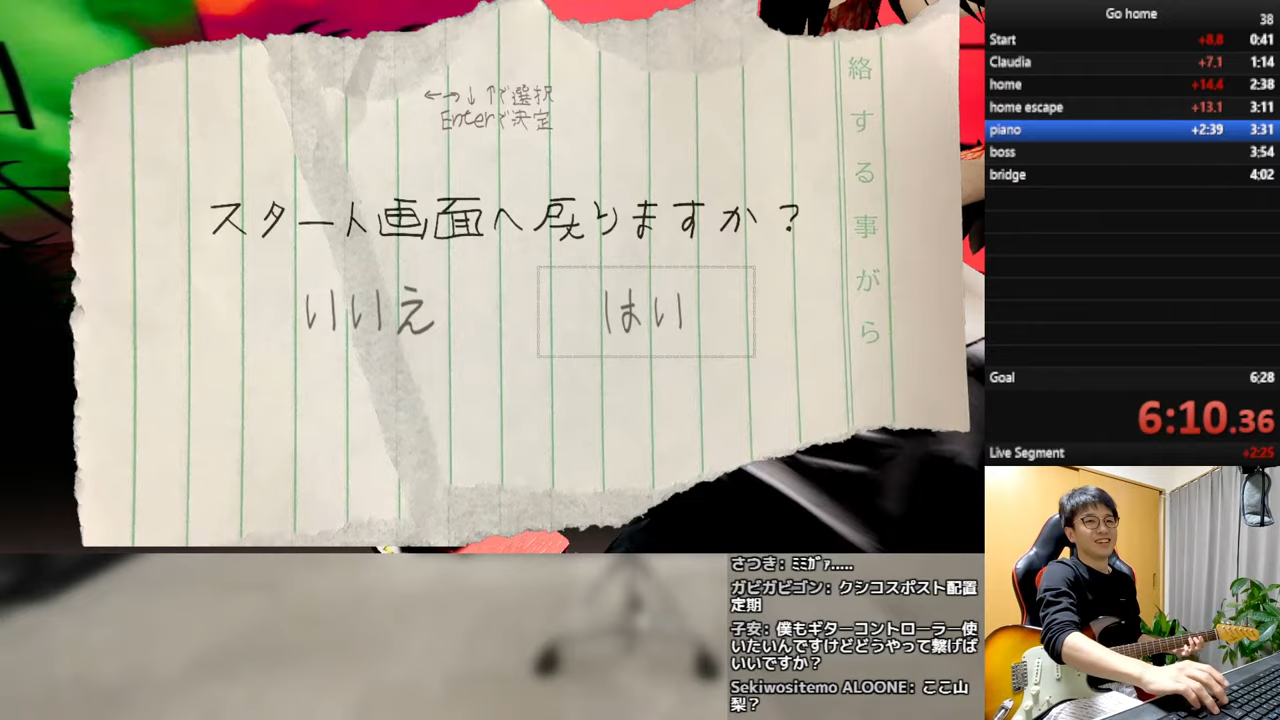 絡する事がら
←→↓↑で選択
Enterで決定
スタート画面へ戻りますか？
いいえ
はい
Go home
38
Start +8.8 0:41
Claudia +7.1 1:14
home +14.4 2:38
home escape +13.1 3:11
piano +2:39 3:31
boss 3:54
bridge 4:02
Goal 6:28
6:10.36
Live Segment +2:25
さつき: ﾐﾐｶﾞｧ.....
ガビガビゴン: クシコスポスト配置
定期
子安: 僕もギターコントローラー使
いたいんですけどどうやって繋げば
いいですか？
Sekiwositemo ALOONE: ここ山
梨？